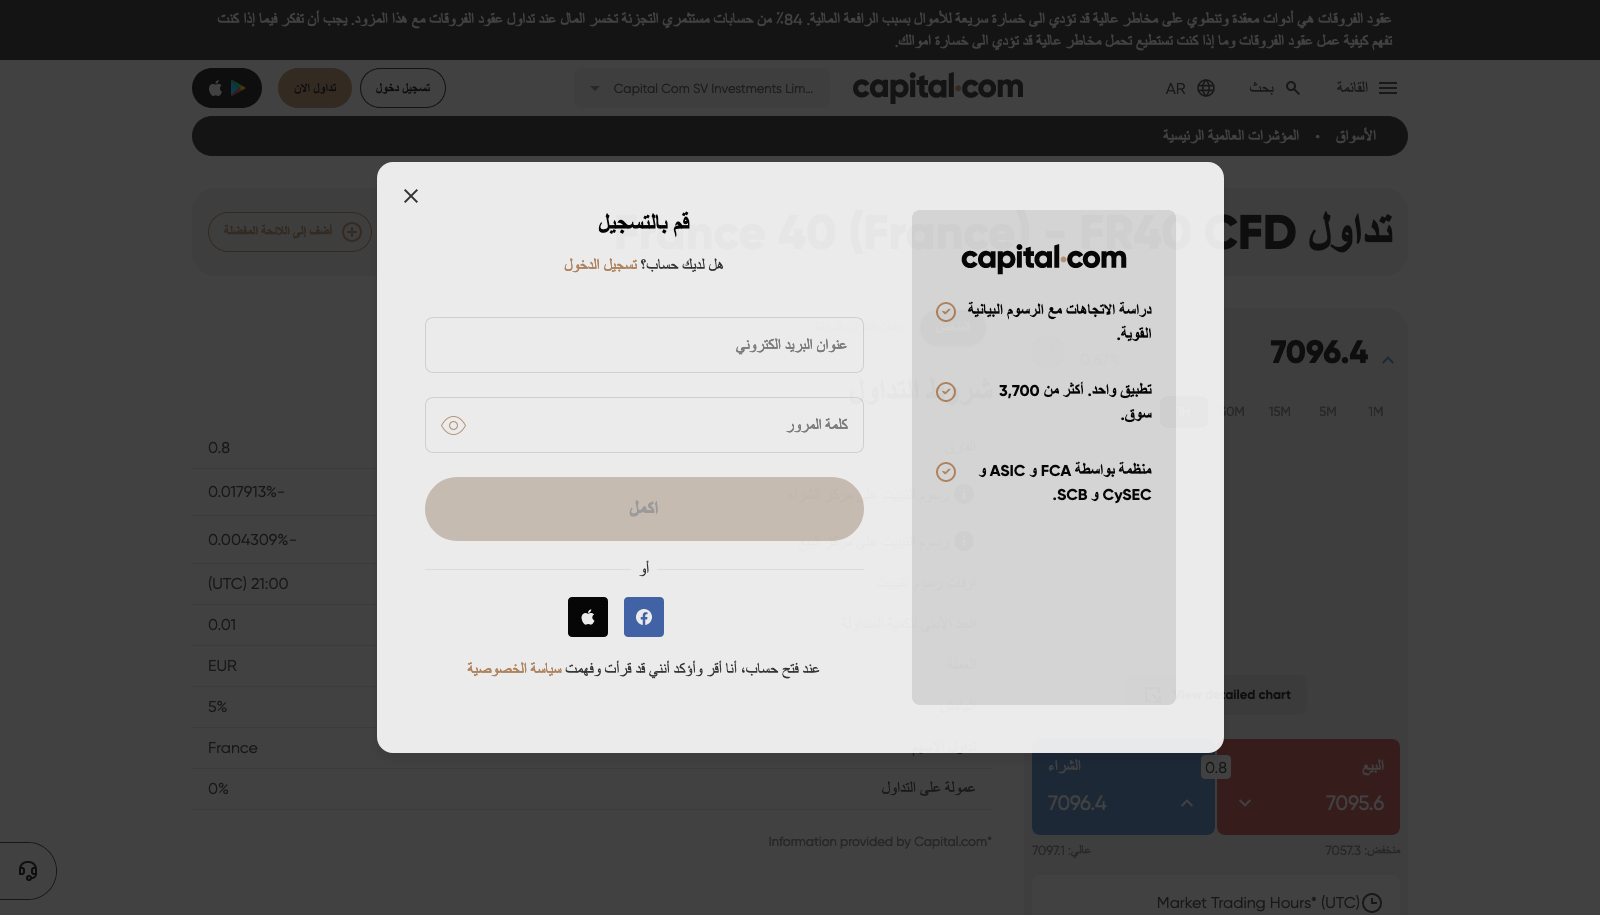 عقود الفروقات هي أدوات معقدة وتنطوي على مخاطر عالية قد تؤدي الى خسارة سريعة للأموال بسبب الرافعة المالية. 84٪ من حسابات مستثمري التجزئة تخسر المال عند تداول عقود الفروقات مع هذا المزود. يجب أن تفكر فيما إذا كنت
تفهم كيفية عمل عقود الفروقات وما إذا كنت تستطيع تحمل مخاطر عالية قد تؤدي الى خسارة اموالك.
القائمة
بحث
AR
capital.com
Capital Com SV Investments Lim...
تسجيل دخول
تداول الآن
الأسواق • المؤشرات العالمية الرئيسية
تداول France 40 (France) - FR40 CFD
أضف إلى اللائحة المفضلة
قم بالتسجيل
هل لديك حساب؟ تسجيل الدخول
عنوان البريد الكتروني
كلمة المرور
اكمل
أو
عند فتح حساب، أنا أقر وأؤكد أنني قد قرأت وفهمت سياسة الخصوصية
capital.com
دراسة الاتجاهات مع الرسوم البيانية
القوية.
تطبيق واحد. أكثر من 3,700
سوق.
منظمة بواسطة FCA و ASIC و
CySEC و SCB.
7096.4
1M
5M
15M
30M
View detailed chart
البيع
7095.6
0.8
الشراء
7096.4
منخفض: 7057.3
عالي: 7097.1
Market Trading Hours* (UTC)
شروط التداول
0.8
0.017913%-
0.004309%-
21:00 (UTC)
0.01
EUR
5%
France
عمولة على التداول
0%
Information provided by Capital.com*